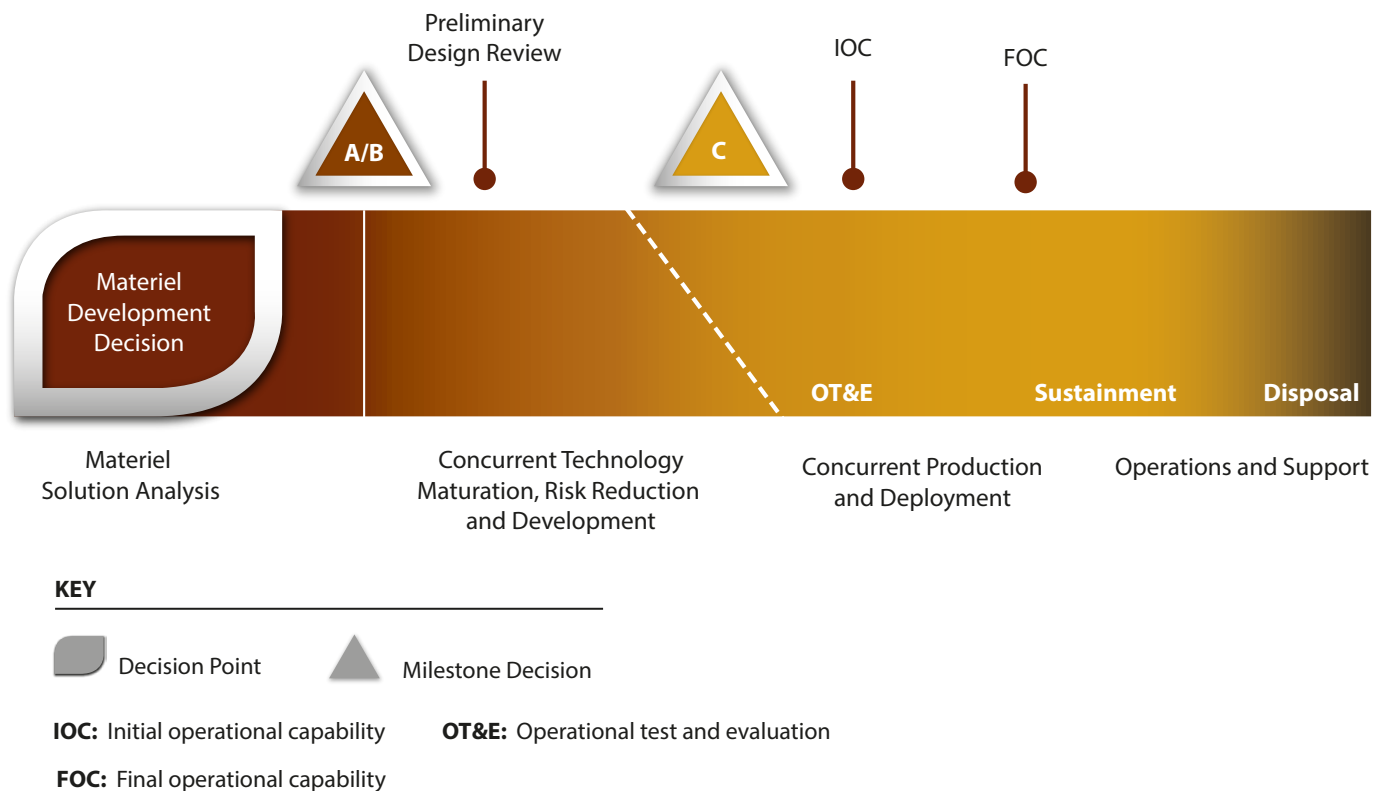 Preliminary
Design Review
IOC
FOC
A/B
C
Materiel
Development
Decision
OT&E
Sustainment
Disposal
Materiel
Solution Analysis
Concurrent Technology
Maturation, Risk Reduction
and Development
Concurrent Production
and Deployment
Operations and Support
KEY
Decision Point
Milestone Decision
IOC: Initial operational capability
OT&E: Operational test and evaluation
FOC: Final operational capability